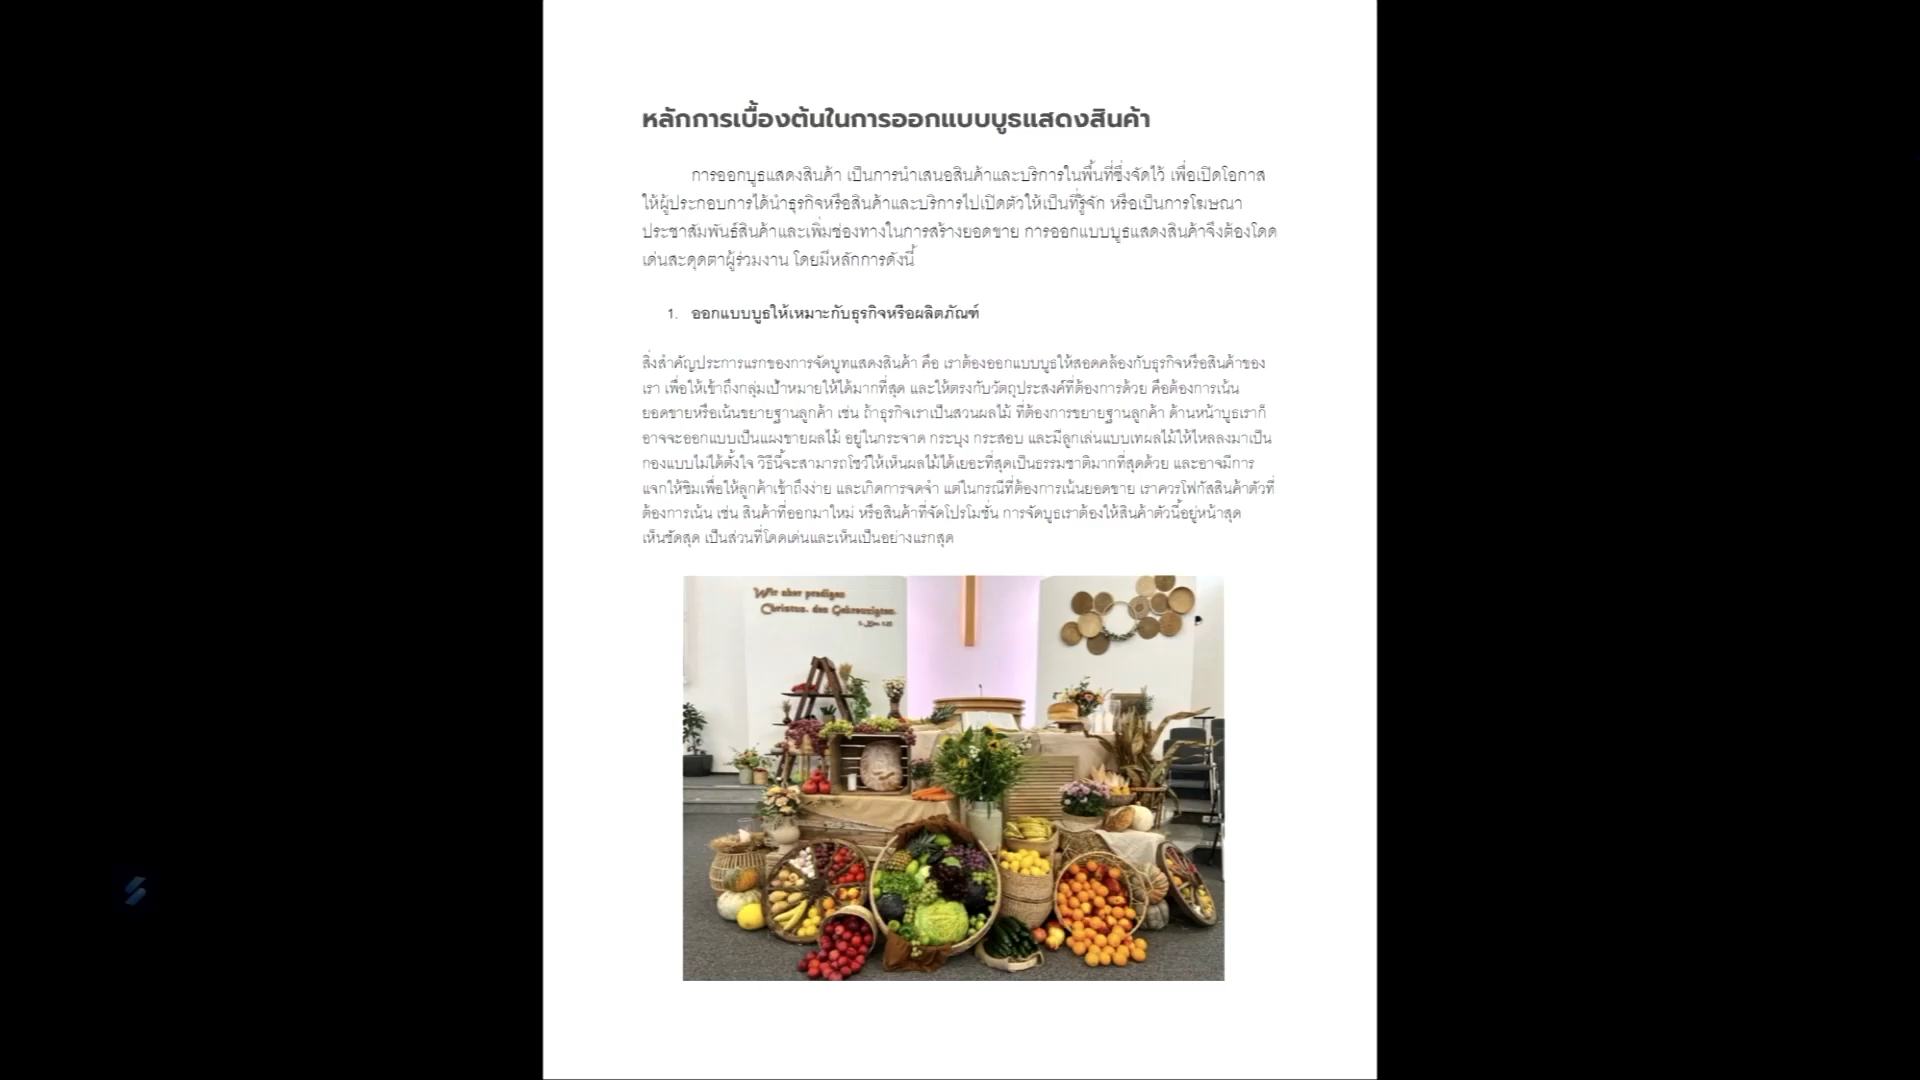 หลักการเบื้องต้นในการออกแบบบูธแสดงสินค้า
การออกบูธแสดงสินค้า เป็นการนำเสนอสินค้าและบริการในพื้นที่ซึ่งจัดไว้ เพื่อเปิดโอกาส
ให้ผู้ประกอบการได้นำธุรกิจหรือสินค้าและบริการไปเปิดตัวให้เป็นที่รู้จัก หรือเป็นการโฆษณา
ประชาสัมพันธ์สินค้าและเพิ่มช่องทางในการสร้างยอดขาย การออกแบบบูธแสดงสินค้าจึงต้องโดด
เด่นสะดุดตาผู้ร่วมงาน โดยมีหลักการดังนี้
1. ออกแบบบูธให้เหมาะกับธุรกิจหรือผลิตภัณฑ์
สิ่งสำคัญประการแรกของการจัดบูทแสดงสินค้า คือ เราต้องออกแบบบูธให้สอดคล้องกับธุรกิจหรือสินค้าของ
เรา เพื่อให้เข้าถึงกลุ่มเป้าหมายให้ได้มากที่สุด และให้ตรงกับวัตถุประสงค์ที่ต้องการด้วย คือต้องการเน้น
ยอดขายหรือเน้นขยายฐานลูกค้า เช่น ถ้าธุรกิจเราเป็นสวนผลไม้ ที่ต้องการขยายฐานลูกค้า ด้านหน้าบูธเราก็
อาจจะออกแบบเป็นแผงขายผลไม้ อยู่ในกระจาด กระบุง กระสอบ และมีลูกเล่นแบบเทผลไม้ให้ไหลลงมาเป็น
กองแบบไม่ได้ตั้งใจ วิธีนี้จะสามารถโชว์ให้เห็นผลไม้ได้เยอะที่สุดเป็นธรรมชาติมากที่สุดด้วย และอาจมีการ
แจกให้ชิมเพื่อให้ลูกค้าเข้าถึงง่าย และเกิดการจดจำ แต่ในกรณีที่ต้องการเน้นยอดขาย เราควรโฟกัสสินค้าตัวที่
ต้องการเน้น เช่น สินค้าที่ออกมาใหม่ หรือสินค้าที่จัดโปรโมชั่น การจัดบูธเราต้องให้สินค้าตัวนี้อยู่หน้าสุด
เห็นชัดสุด เป็นส่วนที่โดดเด่นและเห็นเป็นอย่างแรกสุด
Wir aber predigen
Christus, den Gekreuzigten.